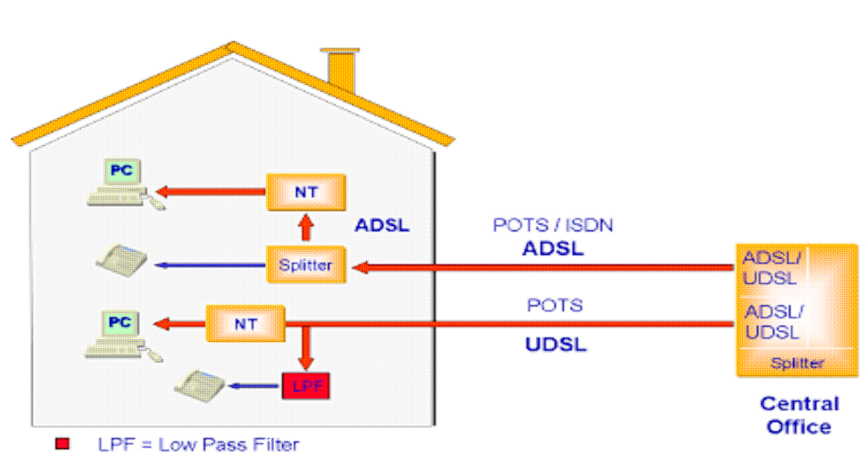 PC
NT
ADSL
POTS / ISDN
ADSL
Splitter
ADSL/
UDSL
POTS
ADSL/
UDSL
PC
NT
UDSL
Splitter
LPF
Central
Office
LPF = Low Pass Filter